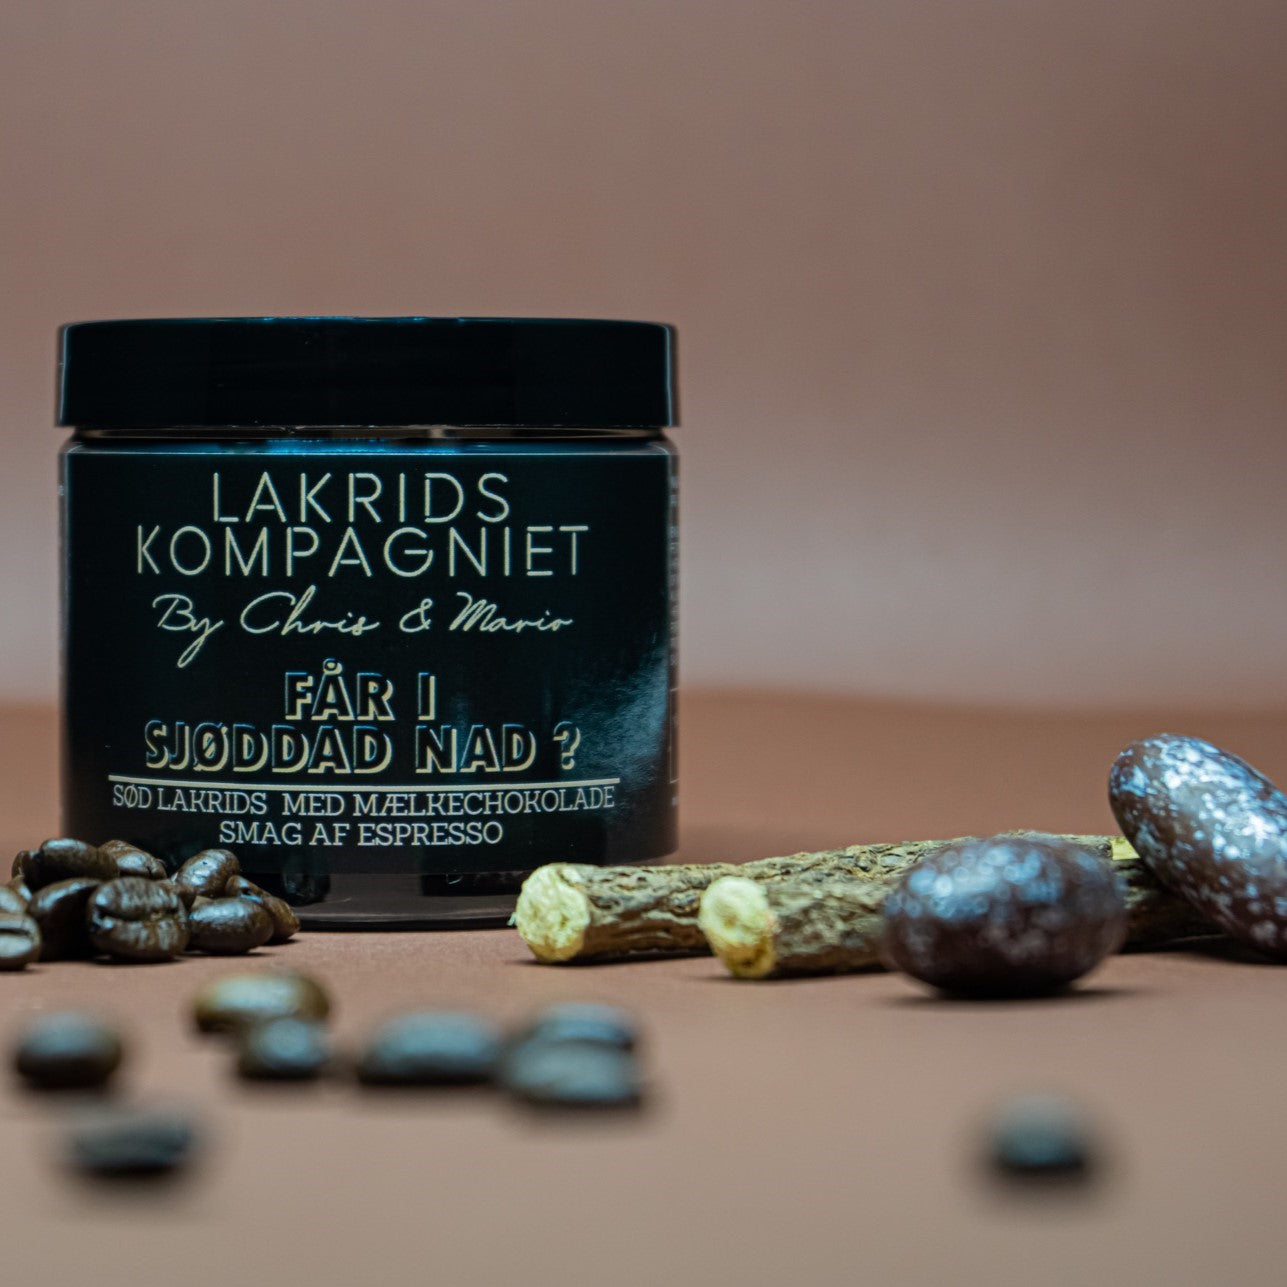 LAKRIDS
KOMPAGNIET
By Chris & Mario
FÅR I
SJØDDAD NAD ?
SØD LAKRIDS MED MÆLKECHOKOLADE
SMAG AF ESPRESSO